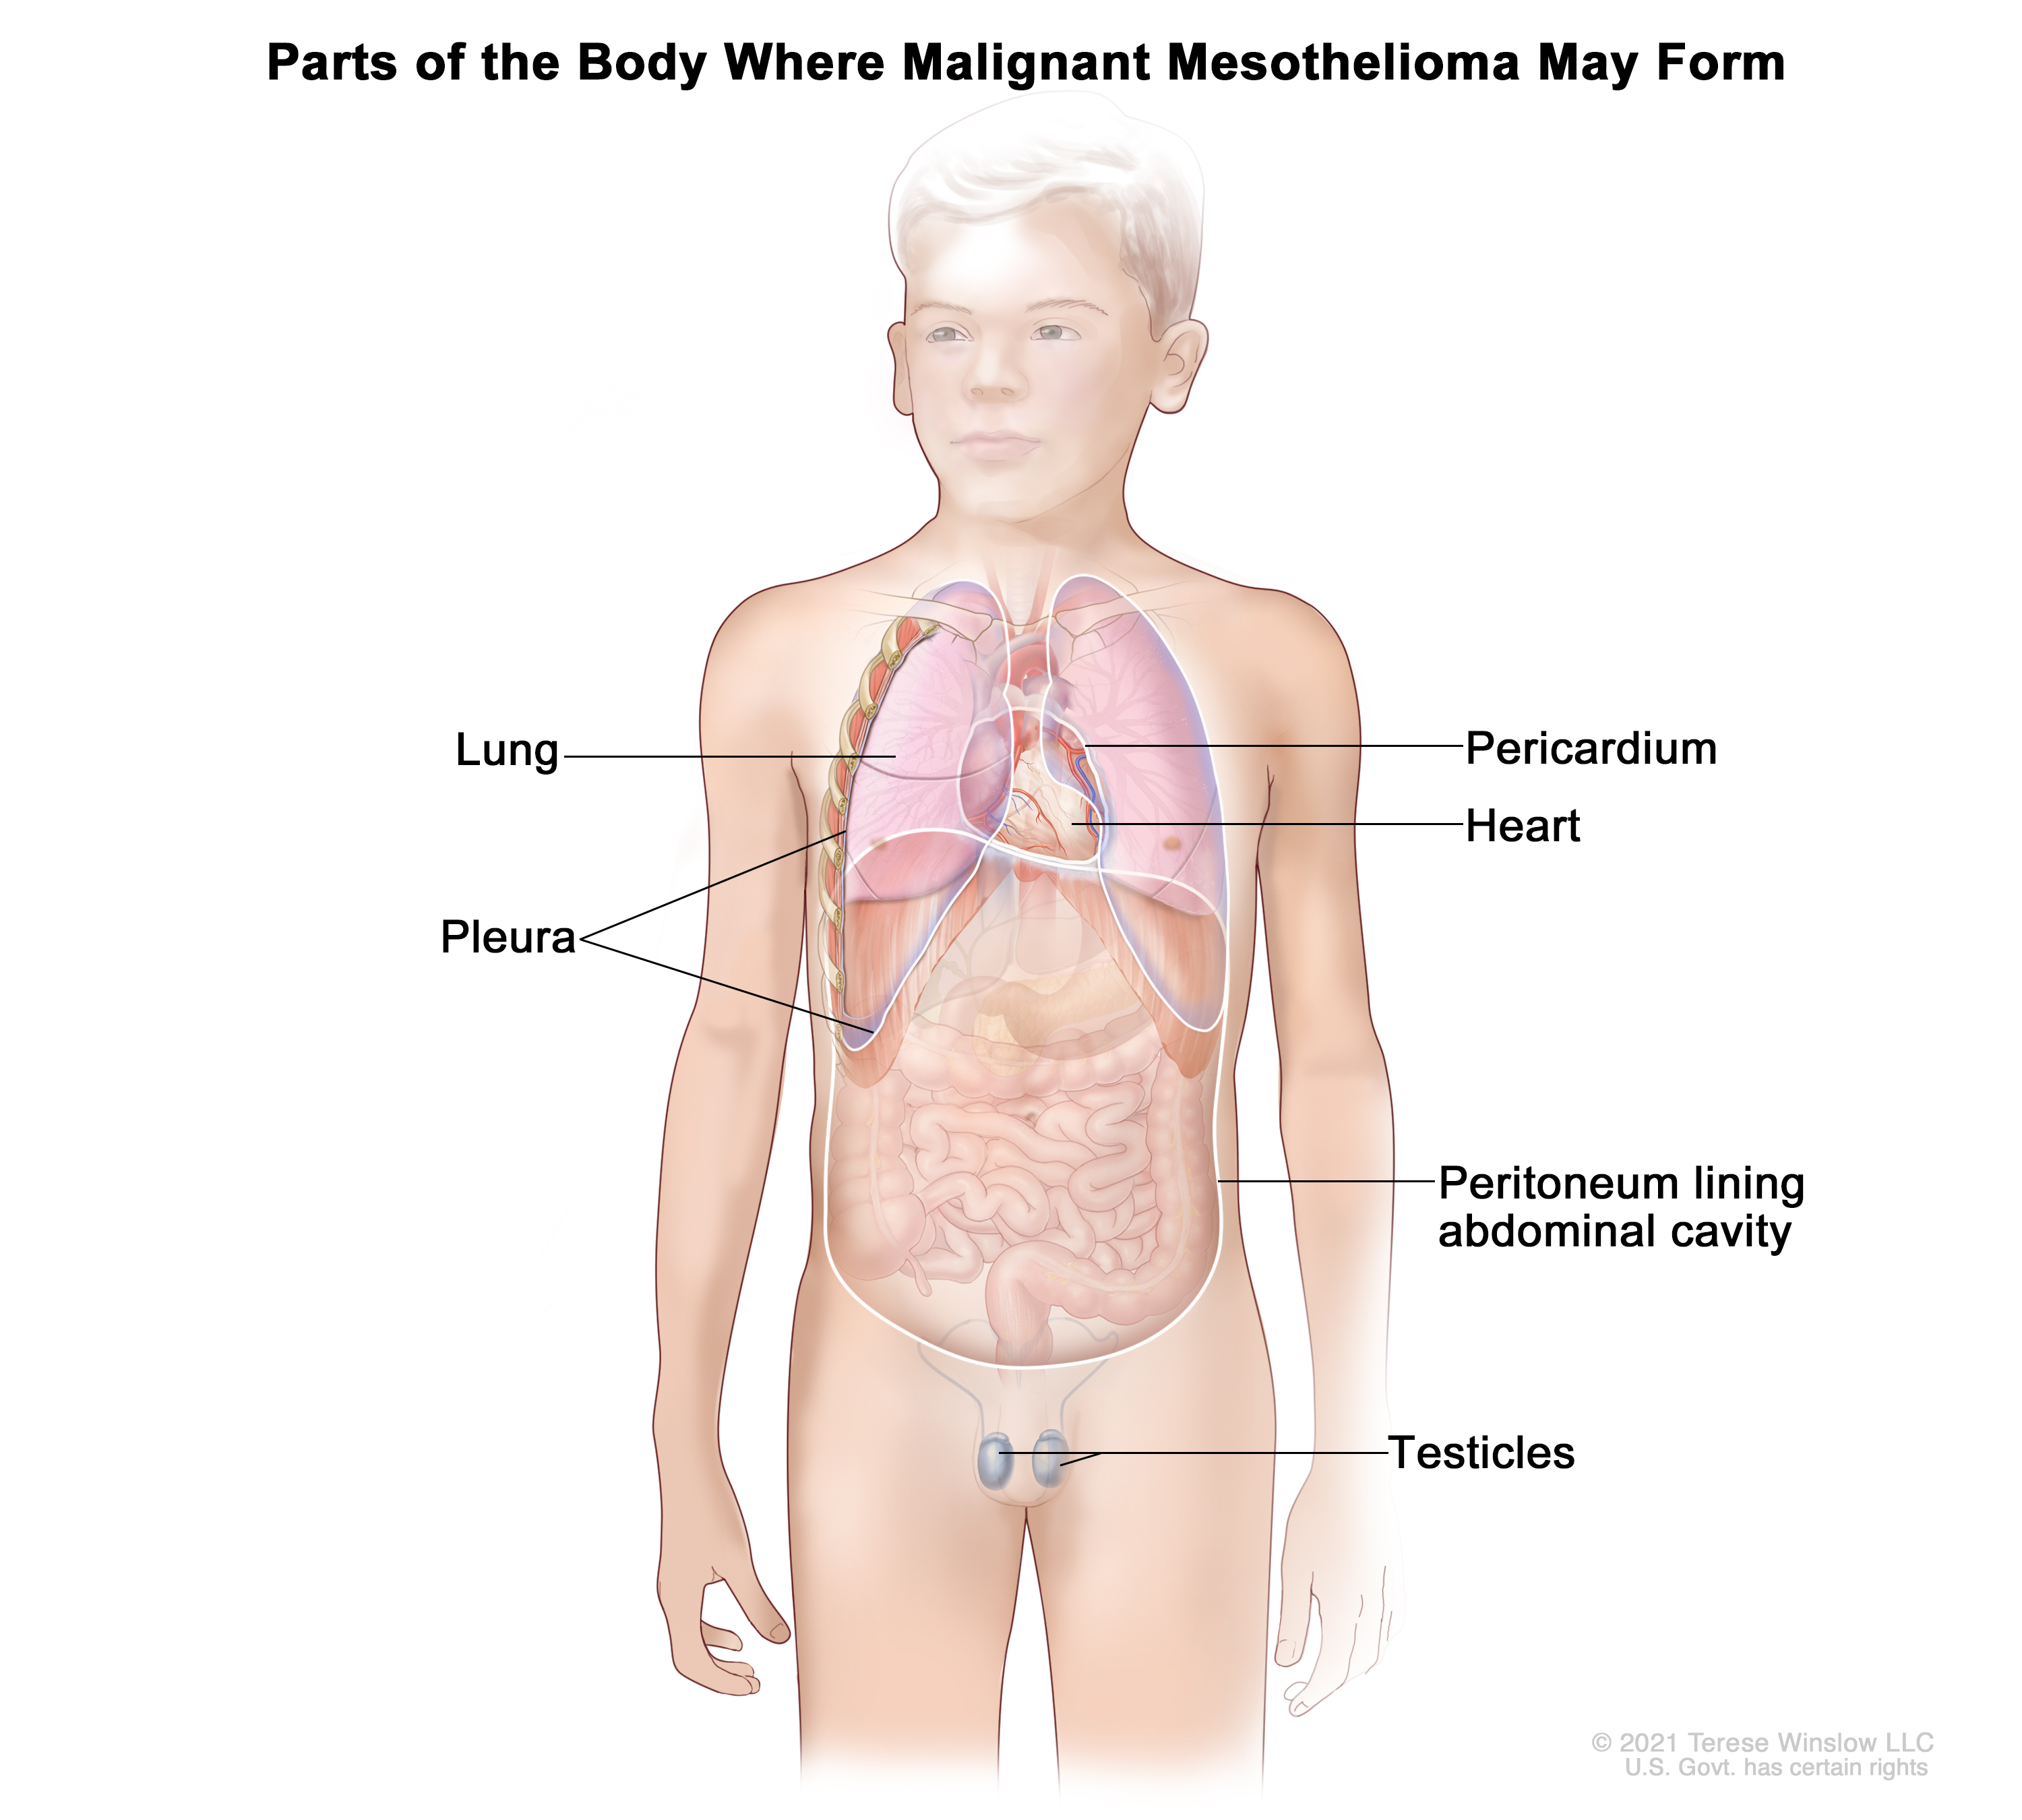 Parts of the Body Where Malignant Mesothelioma May Form
Lung
Pleura
Pericardium
Heart
Peritoneum lining
abdominal cavity
Testicles
© 2021 Terese Winslow LLC
U.S. Govt. has certain rights